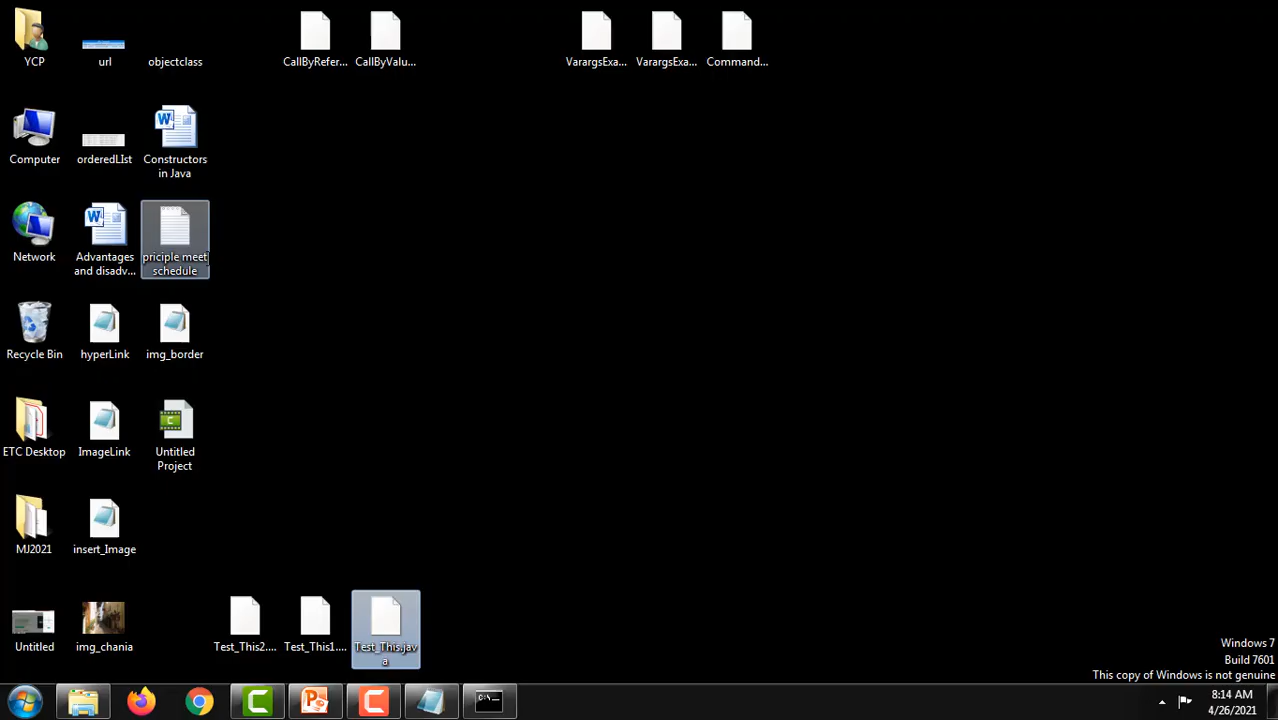 YCP
url
objectclass
CallByRefer...
CallByValu...
VarargsExa...
VarargsExa...
Command...
Computer
orderedLIst
Constructors
in Java
Network
Advantages
and disadv...
priciple meet
schedule
Recycle Bin
hyperLink
img_border
ETC Desktop
ImageLink
Untitled
Project
MJ2021
insert_Image
Untitled
img_chania
Test_This2....
Test_This1....
Test_This.jav
a
Windows 7
Build 7601
This copy of Windows is not genuine
8:14 AM
4/26/2021